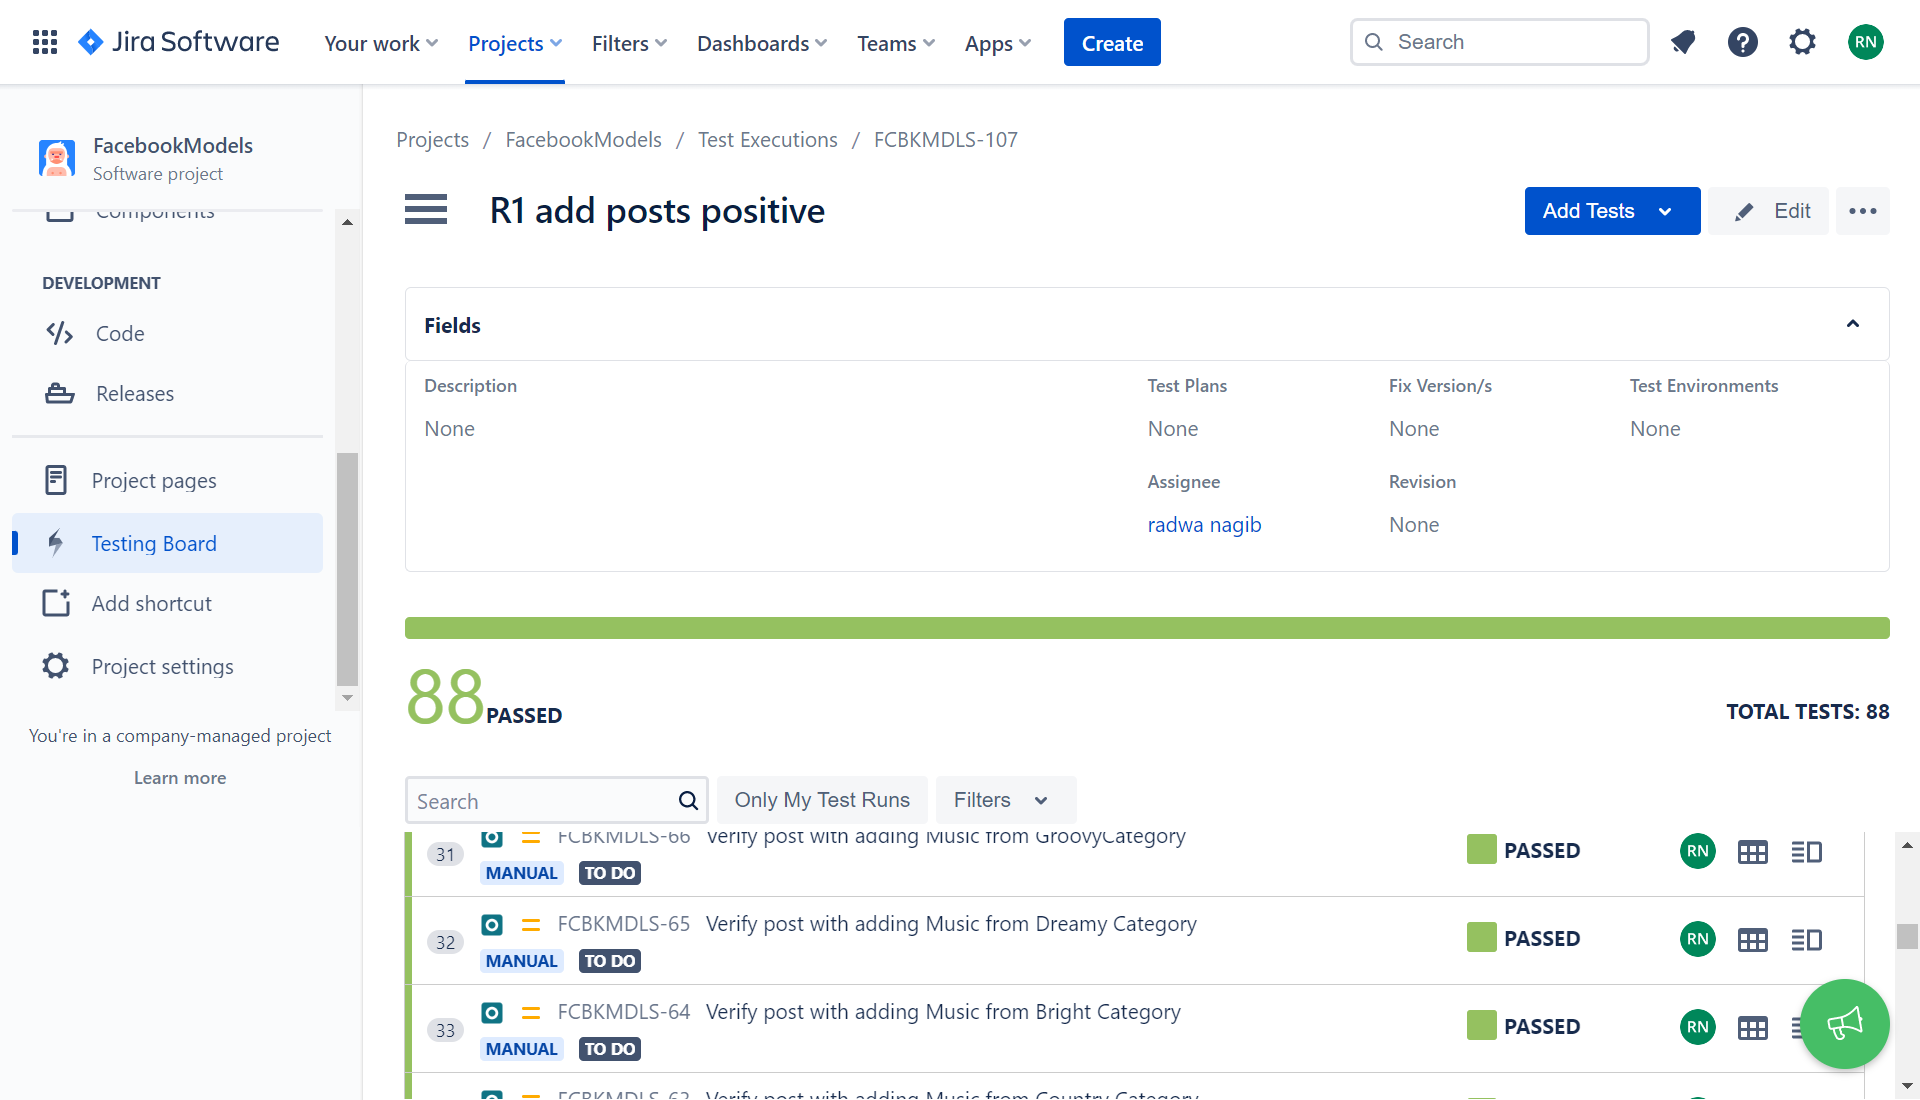 Jira Software
Your work
Projects
Filters
Dashboards
Teams
Apps
Create
Search
RN
FacebookModels
Software project
Components
DEVELOPMENT
Code
Releases
Project pages
Testing Board
Add shortcut
Project settings
You're in a company-managed project
Learn more
Projects / FacebookModels / Test Executions / FCBKMDLS-107
R1 add posts positive
Add Tests
Edit
Fields
Description
None
Test Plans
None
Fix Version/s
None
Test Environments
None
Assignee
radwa nagib
Revision
None
88 PASSED
TOTAL TESTS: 88
Search
Only My Test Runs
Filters
31 FCBKMDLS-66 Verify post with adding Music from GroovyCategory PASSED RN
MANUAL TO DO
32 FCBKMDLS-65 Verify post with adding Music from Dreamy Category PASSED RN
MANUAL TO DO
33 FCBKMDLS-64 Verify post with adding Music from Bright Category PASSED RN
MANUAL TO DO
FCBKMDLS-63 Verify post with adding Music from Country Category